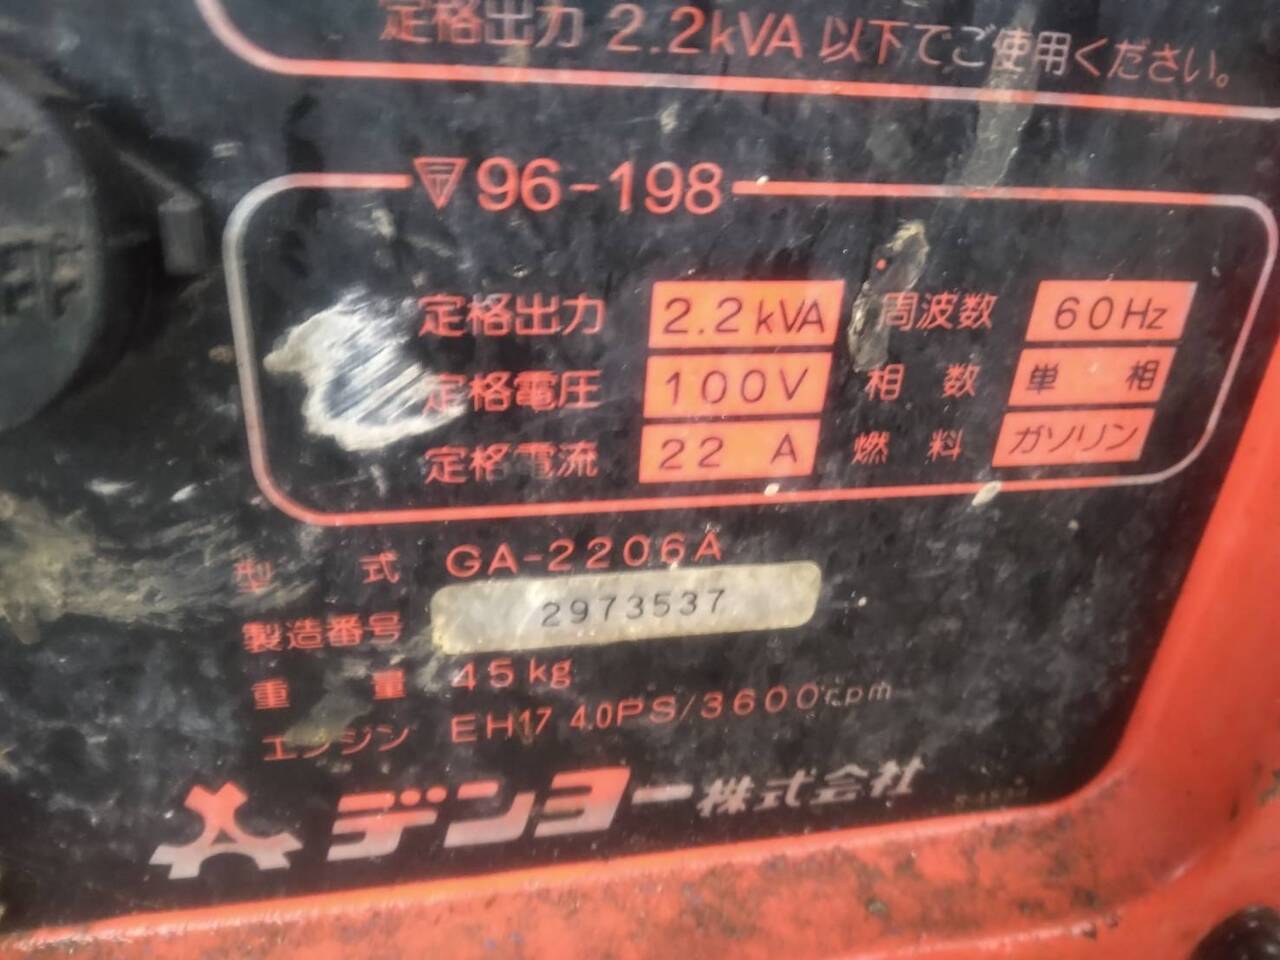 定格出力 2.2kVA 以下でご使用ください。
96-198
定格出力 2.2kVA 周波数 60Hz
定格電圧 100V 相数 単相
定格電流 22 A 燃料 ガソリン
型式 GA-2206A
製造番号 2973537
重量 45kg
エンジン EH17 4.0PS/3600rpm
デンヨー株式会社